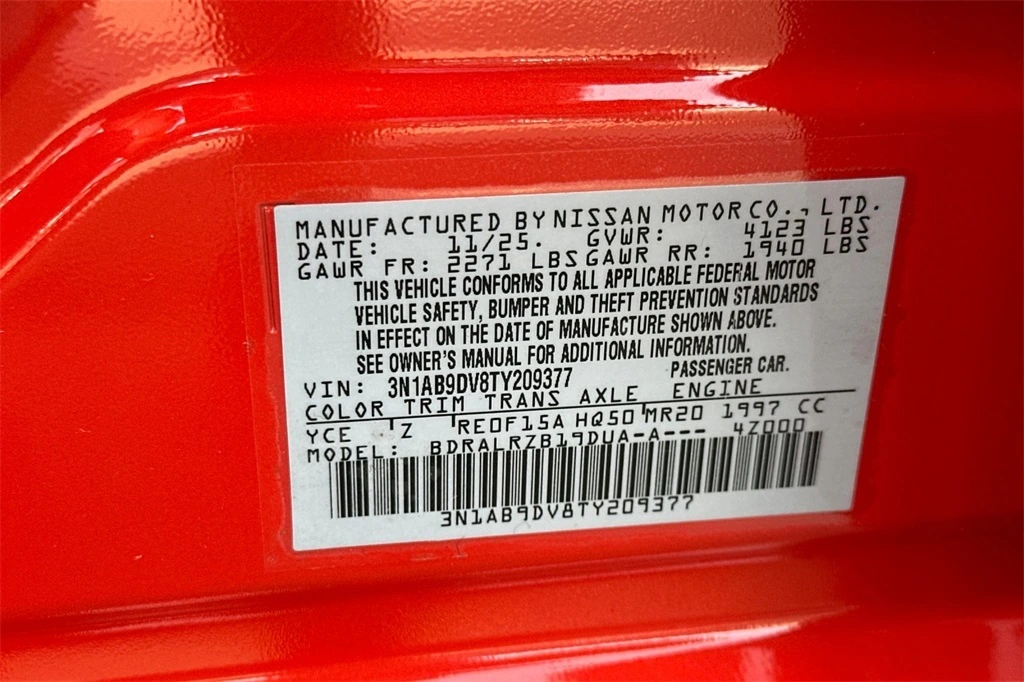 MANUFACTURED BY NISSAN MOTOR CO., LTD.
DATE: 11/25. GVWR: 4123 LBS
GAWR FR: 2271 LBS GAWR RR: 1940 LBS
THIS VEHICLE CONFORMS TO ALL APPLICABLE FEDERAL MOTOR
VEHICLE SAFETY, BUMPER AND THEFT PREVENTION STANDARDS
IN EFFECT ON THE DATE OF MANUFACTURE SHOWN ABOVE.
SEE OWNER'S MANUAL FOR ADDITIONAL INFORMATION.
VIN: 3N1AB9DV8TY209377 PASSENGER CAR.
COLOR TRIM TRANS AXLE ENGINE
YCE Z RE0F15A HQ50 MR20 1997 CC
MODEL: BDRALRZB19DUA-A--- 4Z000
3N1AB9DV8TY209377